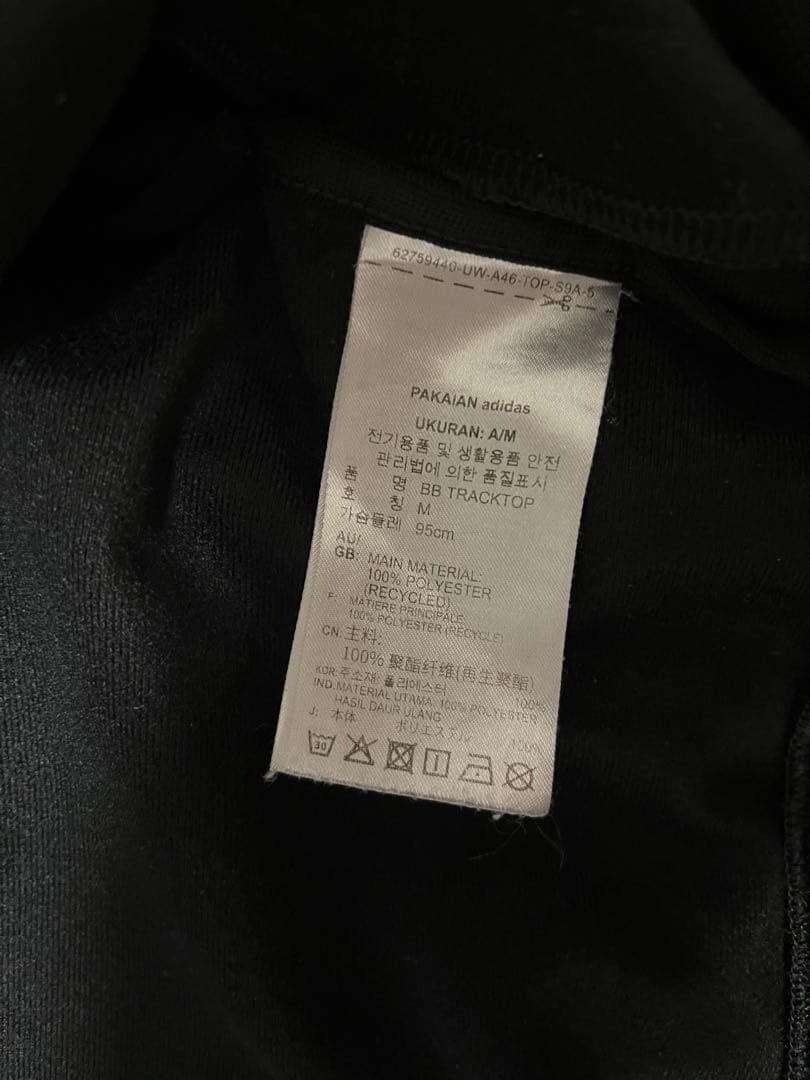 62759440-UW-A46-TOP-S9A-5
PAKAIAN adidas
UKURAN: A/M
전기용품 및 생활용품 안전
관리법에 의한 품질표시
품 명 BB TRACKTOP
호 칭 M
가슴둘레 95cm
AU/
GB: MAIN MATERIAL:
100% POLYESTER
(RECYCLED)
F: MATIERE PRINCIPALE:
100% POLYESTER (RECYCLE)
CN: 主料:
100% 聚酯纤维(再生聚酯)
KOR: 주소재: 폴리에스터 100%
IND: MATERIAL UTAMA: 100% POLYESTER
HASIL DAUR ULANG
J: 本体 ポリエステル 100%
30